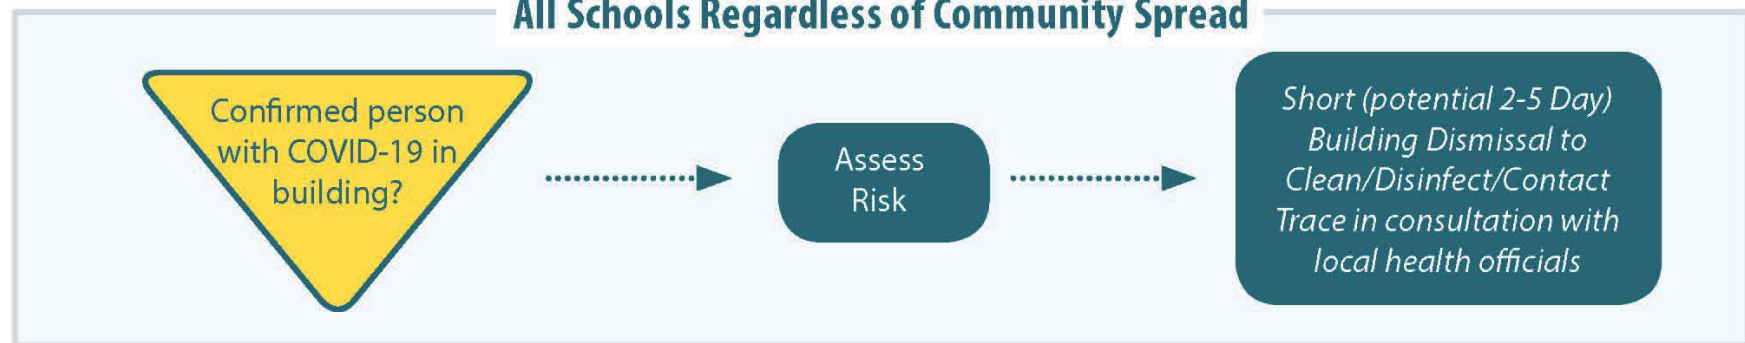 All Schools Regardless of Community Spread
Confirmed person
with COVID-19 in
building?
Assess
Risk
Short (potential 2-5 Day)
Building Dismissal to
Clean/Disinfect/Contact
Trace in consultation with
local health officials